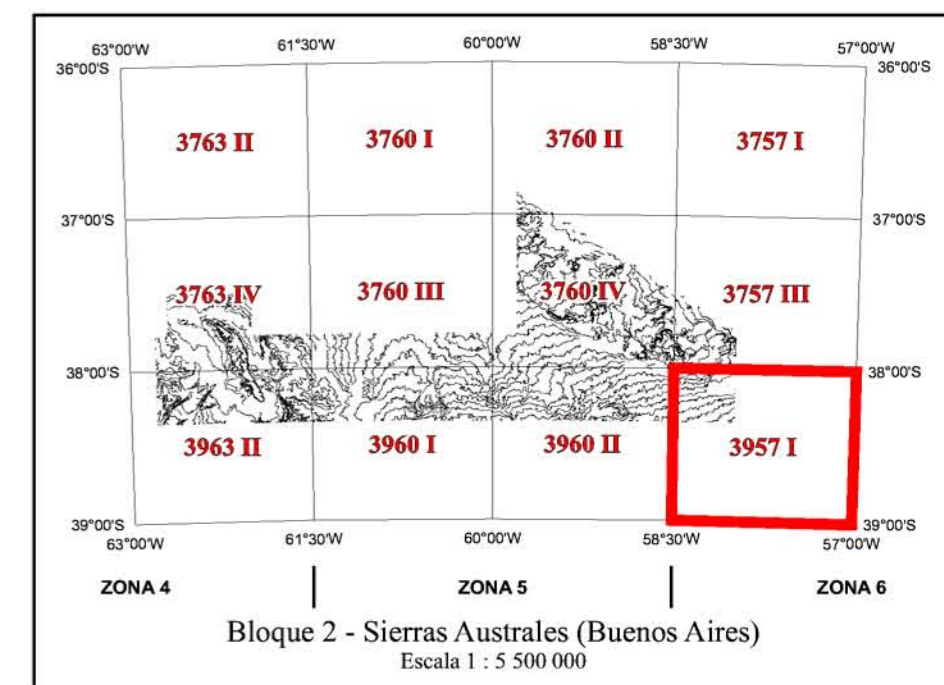 63°00'W 61°30'W 60°00'W 58°30'W 57°00'W
36°00'S 36°00'S
3763 II 3760 I 3760 II 3757 I
37°00'S 37°00'S
3763 IV 3760 III 3760 IV 3757 III
38°00'S 38°00'S
3963 II 3960 I 3960 II 3957 I
39°00'S 39°00'S
63°00'W 61°30'W 60°00'W 58°30'W 57°00'W
ZONA 4 ZONA 5 ZONA 6
Bloque 2 - Sierras Australes (Buenos Aires)
Escala 1 : 5 500 000